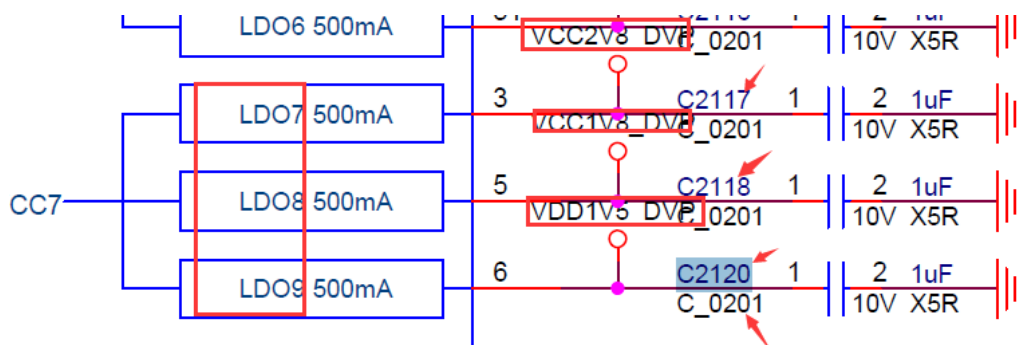 LDO6 500mA
VCC2V8_DVP
C_0201
1
2
1uF
10V X5R
LDO7 500mA
3
C2117
1
2
1uF
VCC1V8_DVP
C_0201
10V X5R
CC7
LDO8 500mA
5
C2118
1
2
1uF
VDD1V5_DVP
C_0201
10V X5R
LDO9 500mA
6
C2120
1
2
1uF
C_0201
10V X5R